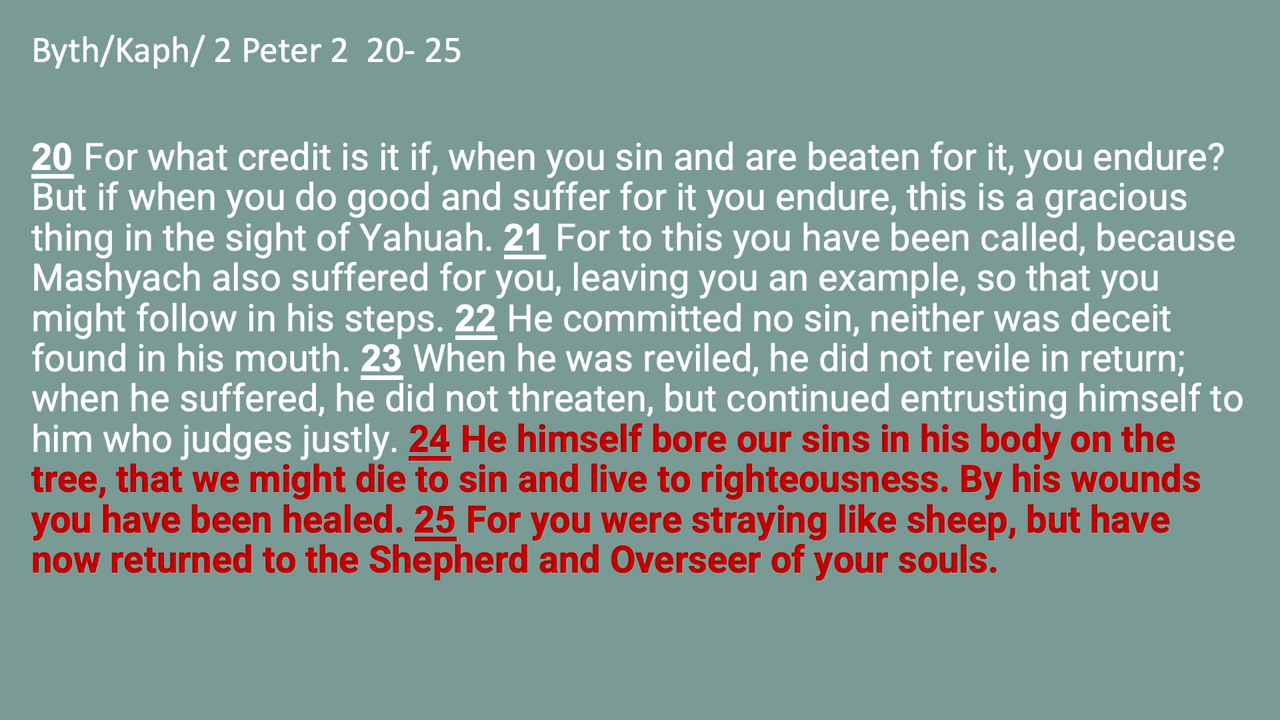 Byth/Kaph/ 2 Peter 2  20- 25
20 For what credit is it if, when you sin and are beaten for it, you endure?
But if when you do good and suffer for it you endure, this is a gracious
thing in the sight of Yahuah. 21 For to this you have been called, because
Mashyach also suffered for you, leaving you an example, so that you
might follow in his steps. 22 He committed no sin, neither was deceit
found in his mouth. 23 When he was reviled, he did not revile in return;
when he suffered, he did not threaten, but continued entrusting himself to
him who judges justly. 24 He himself bore our sins in his body on the
tree, that we might die to sin and live to righteousness. By his wounds
you have been healed. 25 For you were straying like sheep, but have
now returned to the Shepherd and Overseer of your souls.